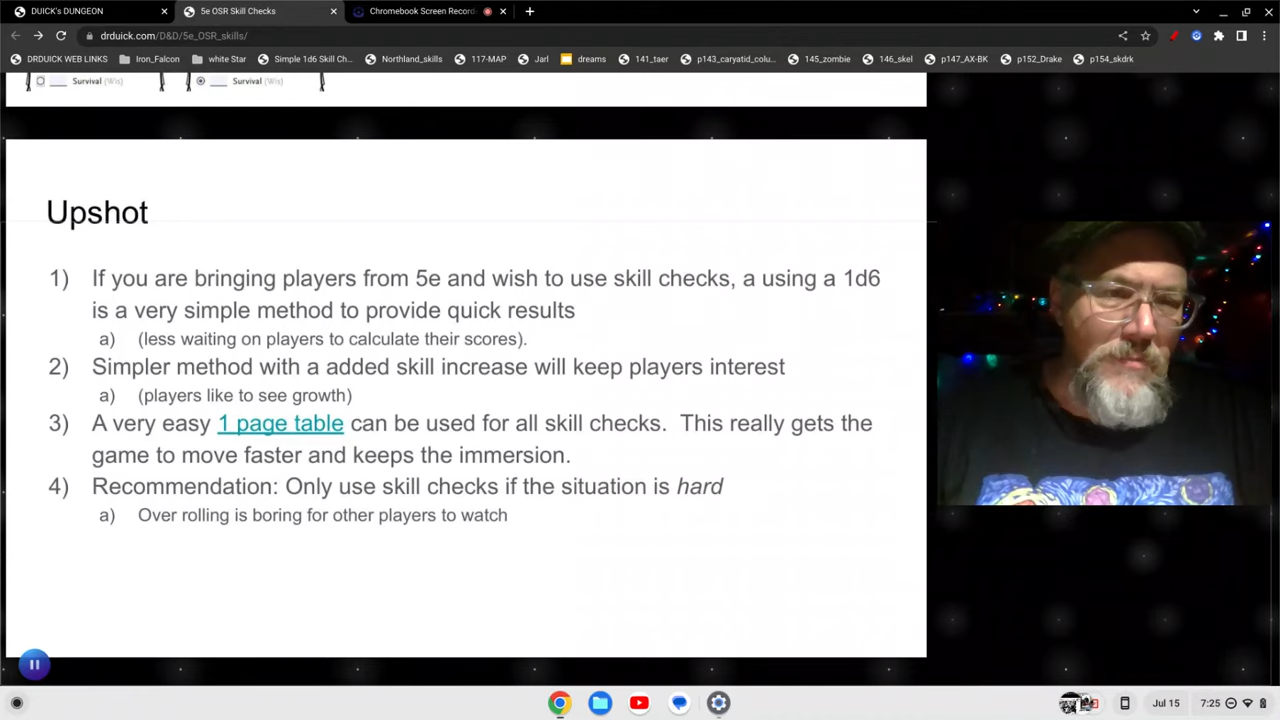 DUICK's DUNGEON
5e OSR Skill Checks
Chromebook Screen Record
drduick.com/D&D/5e_OSR_skills/
DRDUICK WEB LINKS Iron_Falcon white Star Simple 1d6 Skill Ch... Northland_skills 117-MAP Jarl dreams 141_taer p143_caryatid_colu... 145_zombie 146_skel p147_AX-BK p152_Drake p154_skdrk
Survival (Wis) Survival (Wis)
Upshot
1) If you are bringing players from 5e and wish to use skill checks, a using a 1d6
is a very simple method to provide quick results
a) (less waiting on players to calculate their scores).
2) Simpler method with a added skill increase will keep players interest
a) (players like to see growth)
3) A very easy 1 page table can be used for all skill checks. This really gets the
game to move faster and keeps the immersion.
4) Recommendation: Only use skill checks if the situation is hard
a) Over rolling is boring for other players to watch
Jul 15 7:25